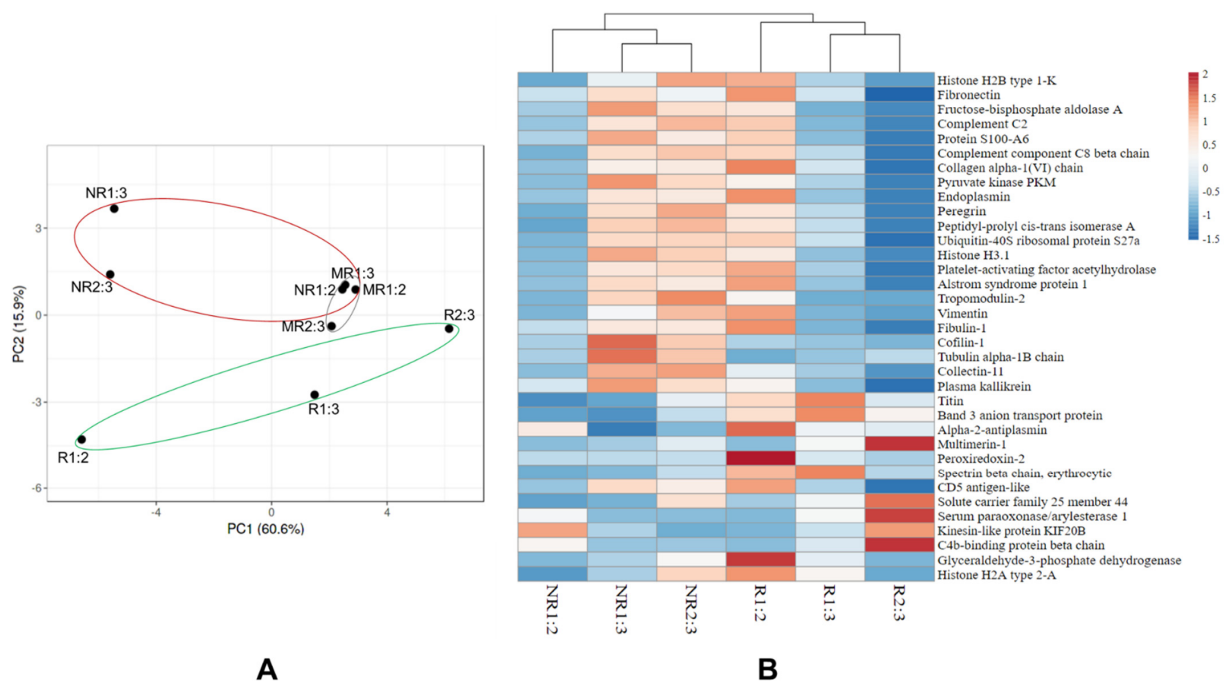 NR1:3
NR2:3
MR1:3
NR1:2
MR1:2
MR2:3
R2:3
R1:3
R1:2
3
0
-3
-6
-4
0
4
PC2 (15.9%)
PC1 (60.6%)
A
Histone H2B type 1-K
Fibronectin
Fructose-bisphosphate aldolase A
Complement C2
Protein S100-A6
Complement component C8 beta chain
Collagen alpha-1(VI) chain
Pyruvate kinase PKM
Endoplasmin
Peregrin
Peptidyl-prolyl cis-trans isomerase A
Ubiquitin-40S ribosomal protein S27a
Histone H3.1
Platelet-activating factor acetylhydrolase
Alstrom syndrome protein 1
Tropomodulin-2
Vimentin
Fibulin-1
Cofilin-1
Tubulin alpha-1B chain
Collectin-11
Plasma kallikrein
Titin
Band 3 anion transport protein
Alpha-2-antiplasmin
Multimerin-1
Peroxiredoxin-2
Spectrin beta chain, erythrocytic
CD5 antigen-like
Solute carrier family 25 member 44
Serum paraoxonase/arylesterase 1
Kinesin-like protein KIF20B
C4b-binding protein beta chain
Glyceraldehyde-3-phosphate dehydrogenase
Histone H2A type 2-A
NR1:2
NR1:3
NR2:3
R1:2
R1:3
R2:3
2
1.5
1
0.5
0
-0.5
-1
-1.5
B